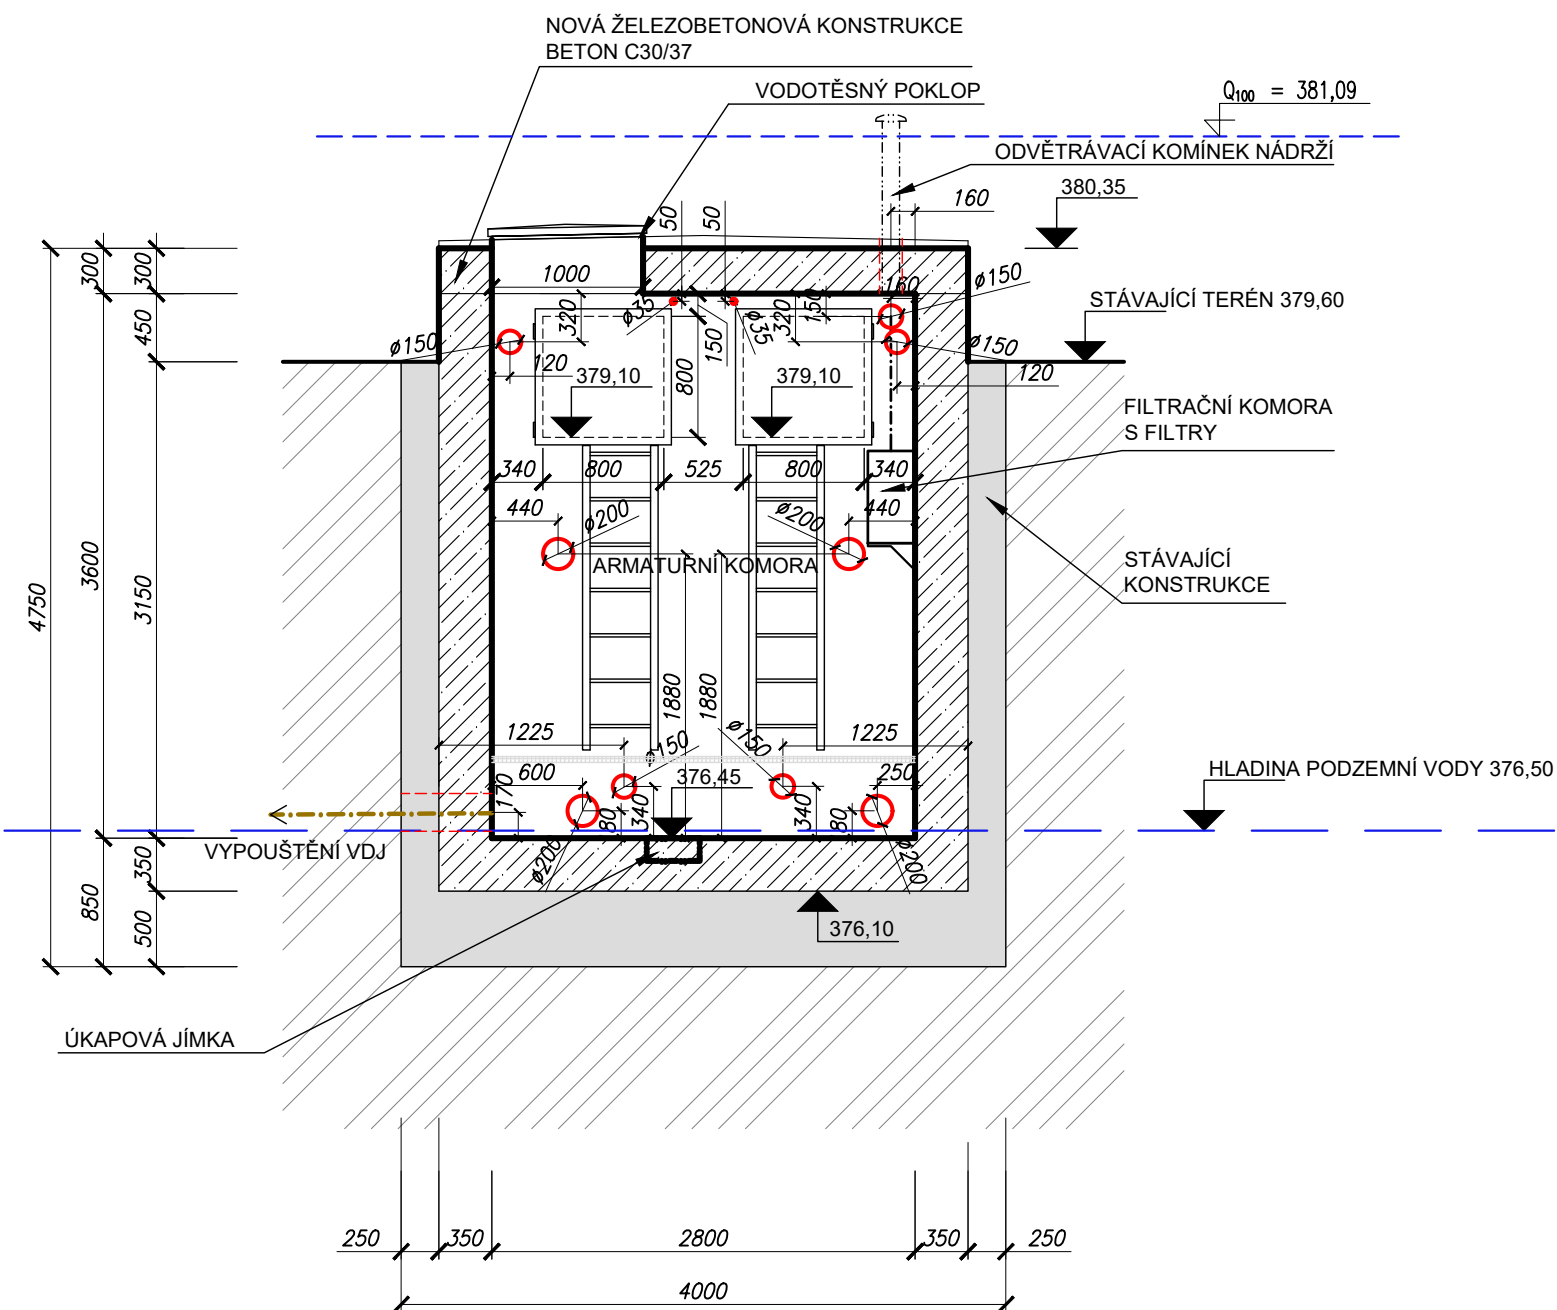 NOVÁ ŽELEZOBETONOVÁ KONSTRUKCE
BETON C30/37
VODOTĚSNÝ POKLOP
Q100 = 381,09
ODVĚTRÁVACÍ KOMÍNEK NÁDRŽÍ
380,35
160
50
50
300
300
1000
160
ø150
STÁVAJÍCÍ TERÉN 379,60
ø35
ø35
320
320
150
150
450
ø150
ø150
120
120
800
379,10
379,10
FILTRAČNÍ KOMORA
S FILTRY
340
800
525
800
340
440
440
ø200
ø200
ARMATURNÍ KOMORA
STÁVAJÍCÍ
KONSTRUKCE
4750
3600
3150
1880
1880
1225
1225
ø150
ø150
600
376,45
250
170
80
340
340
80
HLADINA PODZEMNÍ VODY 376,50
VYPOUŠTĚNÍ VDJ
ø200
ø200
350
850
500
376,10
ÚKAPOVÁ JÍMKA
250
350
2800
350
250
4000